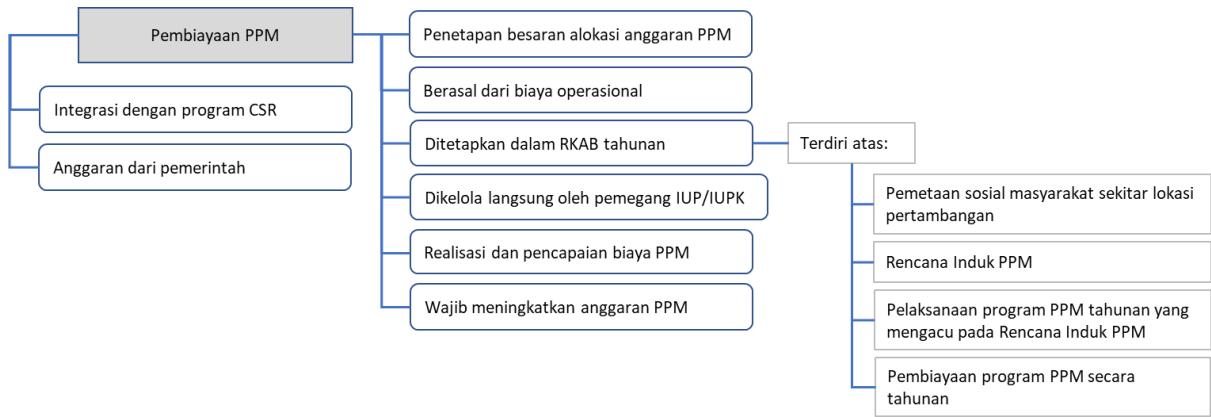 Pembiayaan PPM
Integrasi dengan program CSR
Anggaran dari pemerintah
Penetapan besaran alokasi anggaran PPM
Berasal dari biaya operasional
Ditetapkan dalam RKAB tahunan
Dikelola langsung oleh pemegang IUP/IUPK
Realisasi dan pencapaian biaya PPM
Wajib meningkatkan anggaran PPM
Terdiri atas:
Pemetaan sosial masyarakat sekitar lokasi
pertambangan
Rencana Induk PPM
Pelaksanaan program PPM tahunan yang
mengacu pada Rencana Induk PPM
Pembiayaan program PPM secara
tahunan